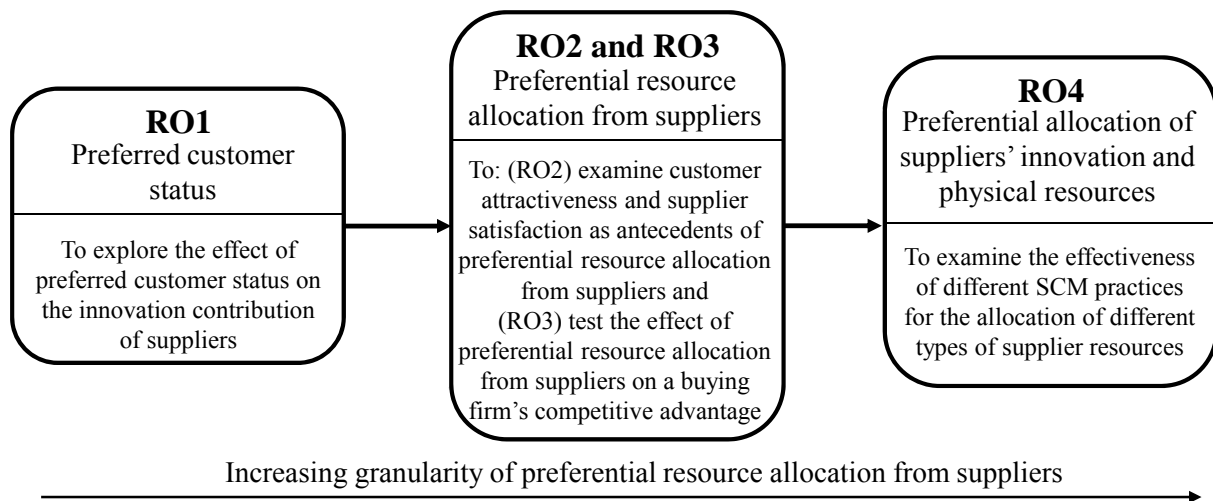 RO1
Preferred customer
status
To explore the effect of
preferred customer status on
the innovation contribution
of suppliers
RO2 and RO3
Preferential resource
allocation from suppliers
To: (RO2) examine customer
attractiveness and supplier
satisfaction as antecedents of
preferential resource allocation
from suppliers and
(RO3) test the effect of
preferential resource allocation
from suppliers on a buying
firm’s competitive advantage
RO4
Preferential allocation of
suppliers’ innovation and
physical resources
To examine the effectiveness
of different SCM practices
for the allocation of different
types of supplier resources
Increasing granularity of preferential resource allocation from suppliers